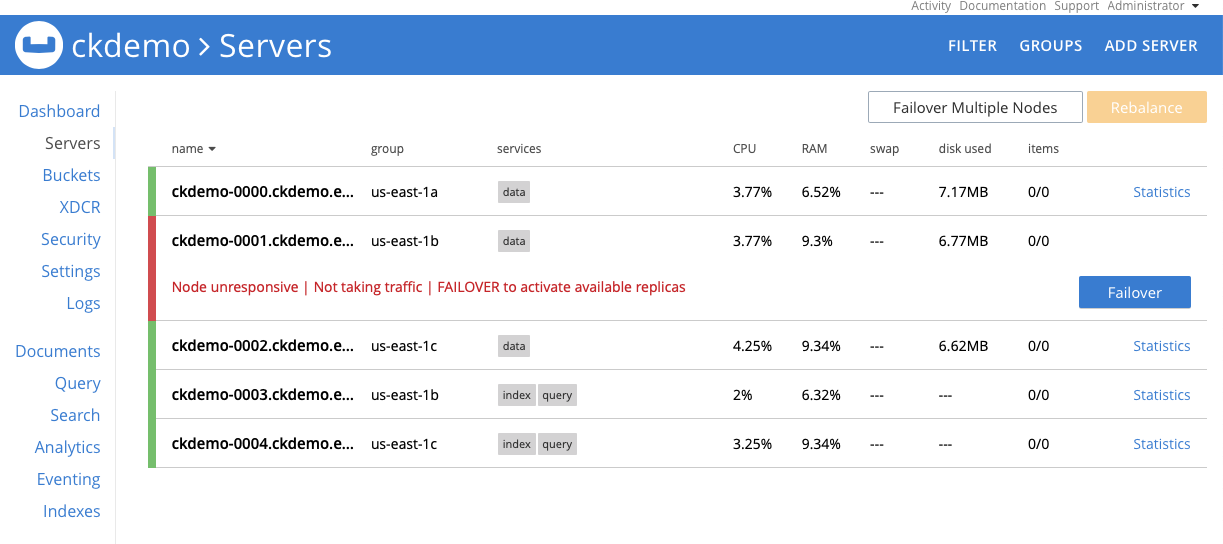 Activity Documentation Support Administrator
ckdemo > Servers
FILTER GROUPS ADD SERVER
Dashboard
Servers
Buckets
XDCR
Security
Settings
Logs
Documents
Query
Search
Analytics
Eventing
Indexes
Failover Multiple Nodes Rebalance
name group services CPU RAM swap disk used items
ckdemo-0000.ckdemo.e... us-east-1a data 3.77% 6.52% --- 7.17MB 0/0 Statistics
ckdemo-0001.ckdemo.e... us-east-1b data 3.77% 9.3% --- 6.77MB 0/0
Node unresponsive | Not taking traffic | FAILOVER to activate available replicas Failover
ckdemo-0002.ckdemo.e... us-east-1c data 4.25% 9.34% --- 6.62MB 0/0 Statistics
ckdemo-0003.ckdemo.e... us-east-1b index query 2% 6.32% --- --- 0/0 Statistics
ckdemo-0004.ckdemo.e... us-east-1c index query 3.25% 9.34% --- --- 0/0 Statistics